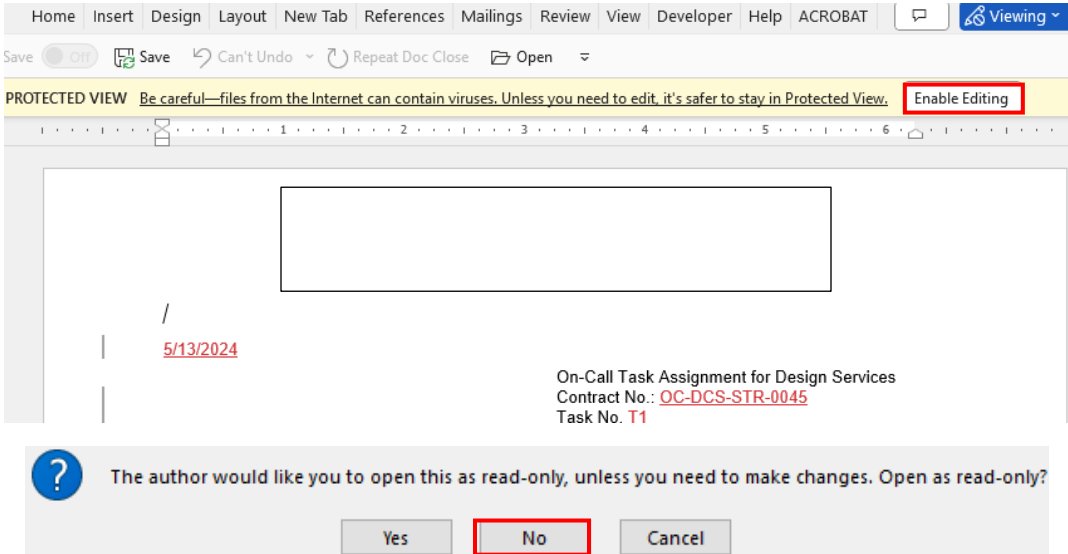 Home Insert Design Layout New Tab References Mailings Review View Developer Help ACROBAT Viewing
Save Off Save Can't Undo Repeat Doc Close Open
PROTECTED VIEW Be careful—files from the Internet can contain viruses. Unless you need to edit, it's safer to stay in Protected View. Enable Editing
1 2 3 4 5 6
/
5/13/2024
On-Call Task Assignment for Design Services
Contract No.: OC-DCS-STR-0045
Task No. T1
? The author would like you to open this as read-only, unless you need to make changes. Open as read-only?
Yes No Cancel